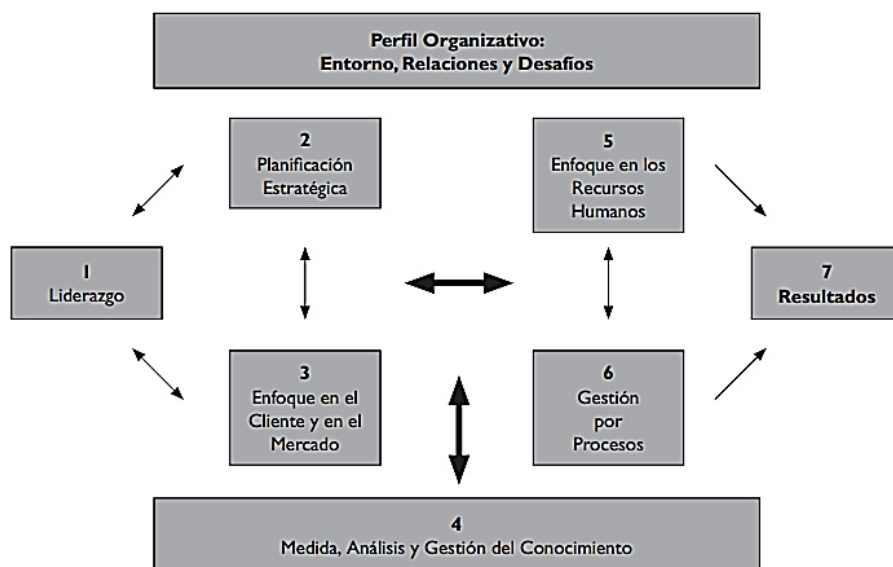 Perfil Organizativo:
Entorno, Relaciones y Desafíos
2
Planificación
Estratégica
5
Enfoque en los
Recursos
Humanos
1
Liderazgo
7
Resultados
3
Enfoque en el
Cliente y en el
Mercado
6
Gestión
por
Procesos
4
Medida, Análisis y Gestión del Conocimiento